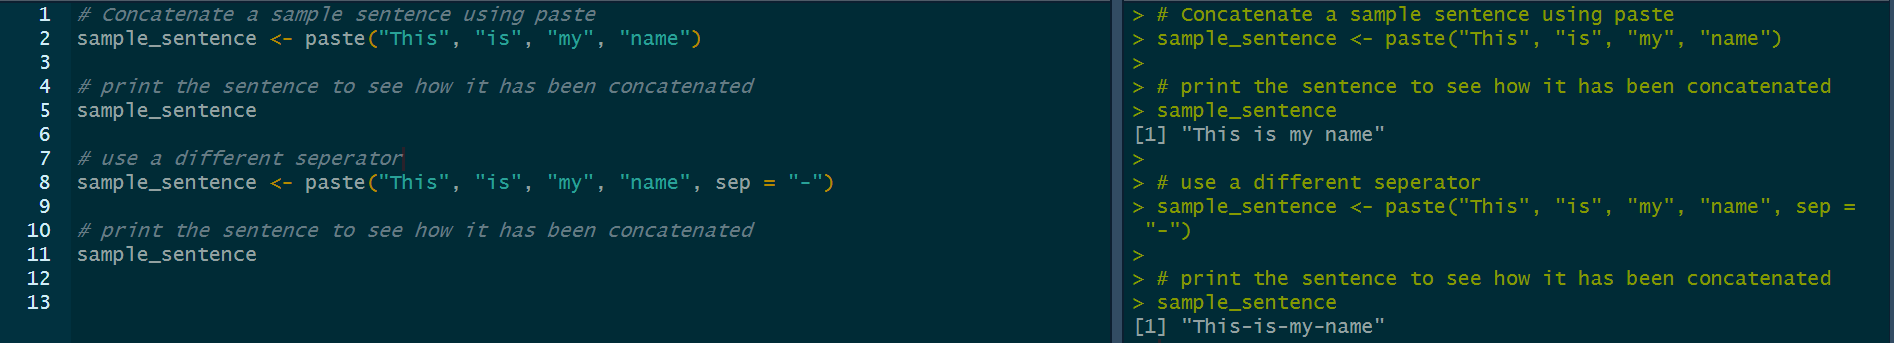 1 # Concatenate a sample sentence using paste
2 sample_sentence <- paste("This", "is", "my", "name")
3
4 # print the sentence to see how it has been concatenated
5 sample_sentence
6
7 # use a different seperator
8 sample_sentence <- paste("This", "is", "my", "name", sep = "-")
9
10 # print the sentence to see how it has been concatenated
11 sample_sentence
12
13
> # Concatenate a sample sentence using paste
> sample_sentence <- paste("This", "is", "my", "name")
>
> # print the sentence to see how it has been concatenated
> sample_sentence
[1] "This is my name"
>
> # use a different seperator
> sample_sentence <- paste("This", "is", "my", "name", sep =
"-")
>
> # print the sentence to see how it has been concatenated
> sample_sentence
[1] "This-is-my-name"